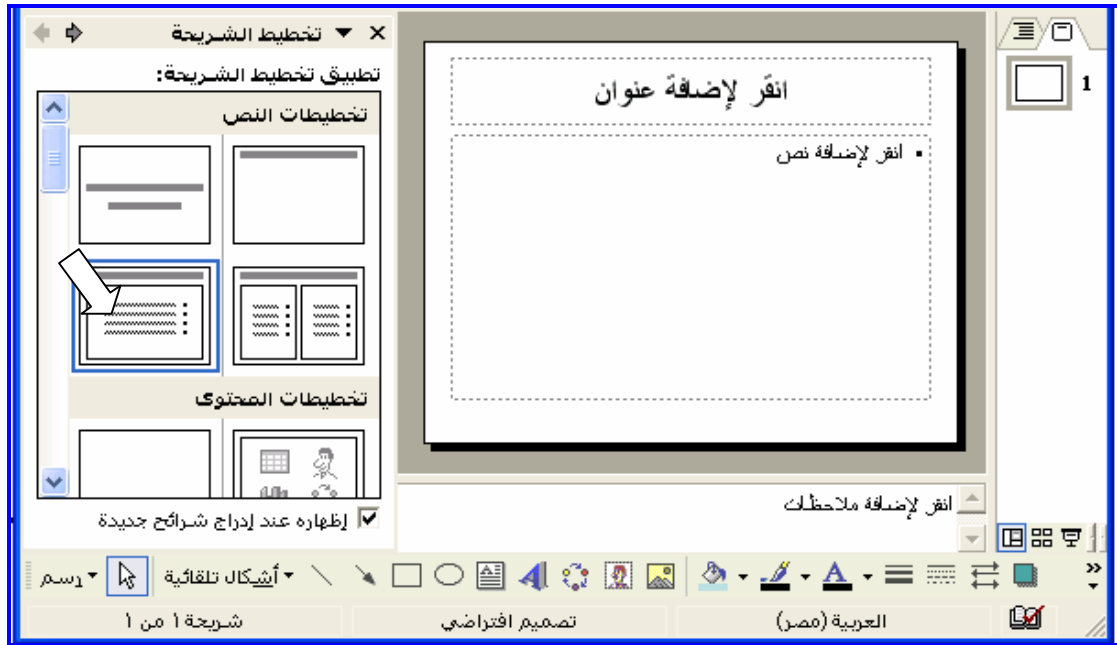 تخطيط الشريحة
تطبيق تخطيط الشريحة:
تخطيطات النص
تخطيطات المحتوى
إظهاره عند إدراج شرائح جديدة
انقر لإضافة عنوان
▪ انقر لإضافة نص
انقر لإضافة ملاحظات
1
رسم
أشكال تلقائية
A
شريحة ١ من ١
تصميم افتراضي
العربية (مصر)